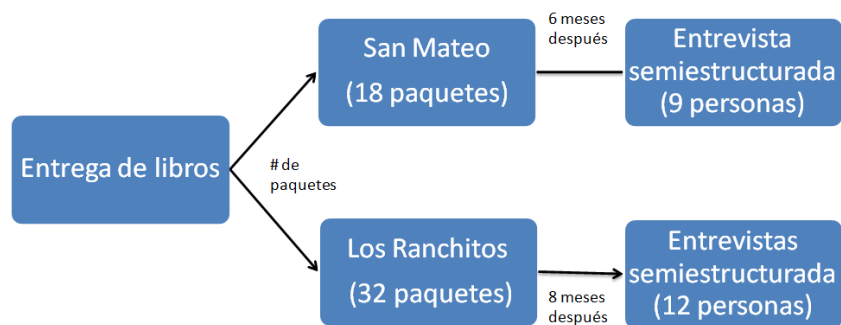 Entrega de libros
# de
paquetes
San Mateo
(18 paquetes)
6 meses
después
Entrevista
semiestructurada
(9 personas)
Los Ranchitos
(32 paquetes)
8 meses
después
Entrevistas
semiestructurada
(12 personas)